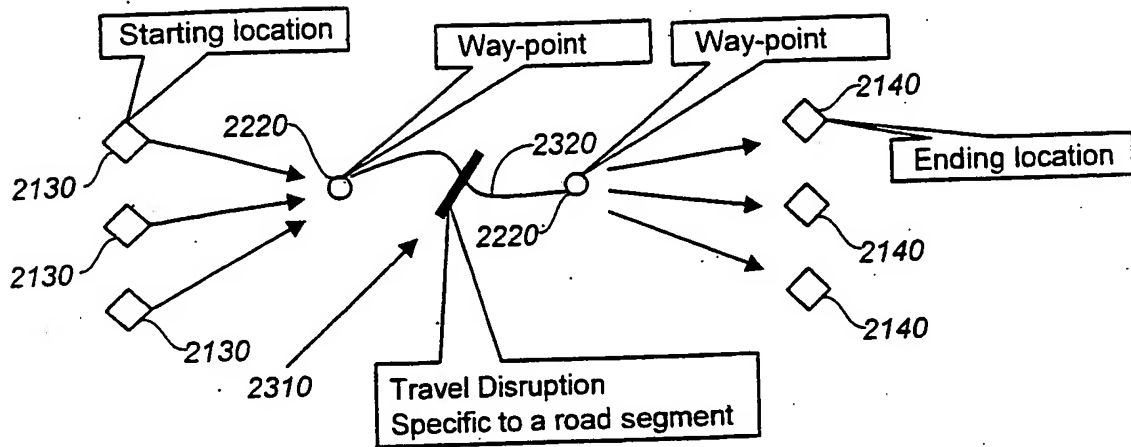 Starting location
Way-point
Way-point
2140
2220
2320
2130
Ending location
2220
2140
2130
2140
2130
2310
Travel Disruption
Specific to a road segment